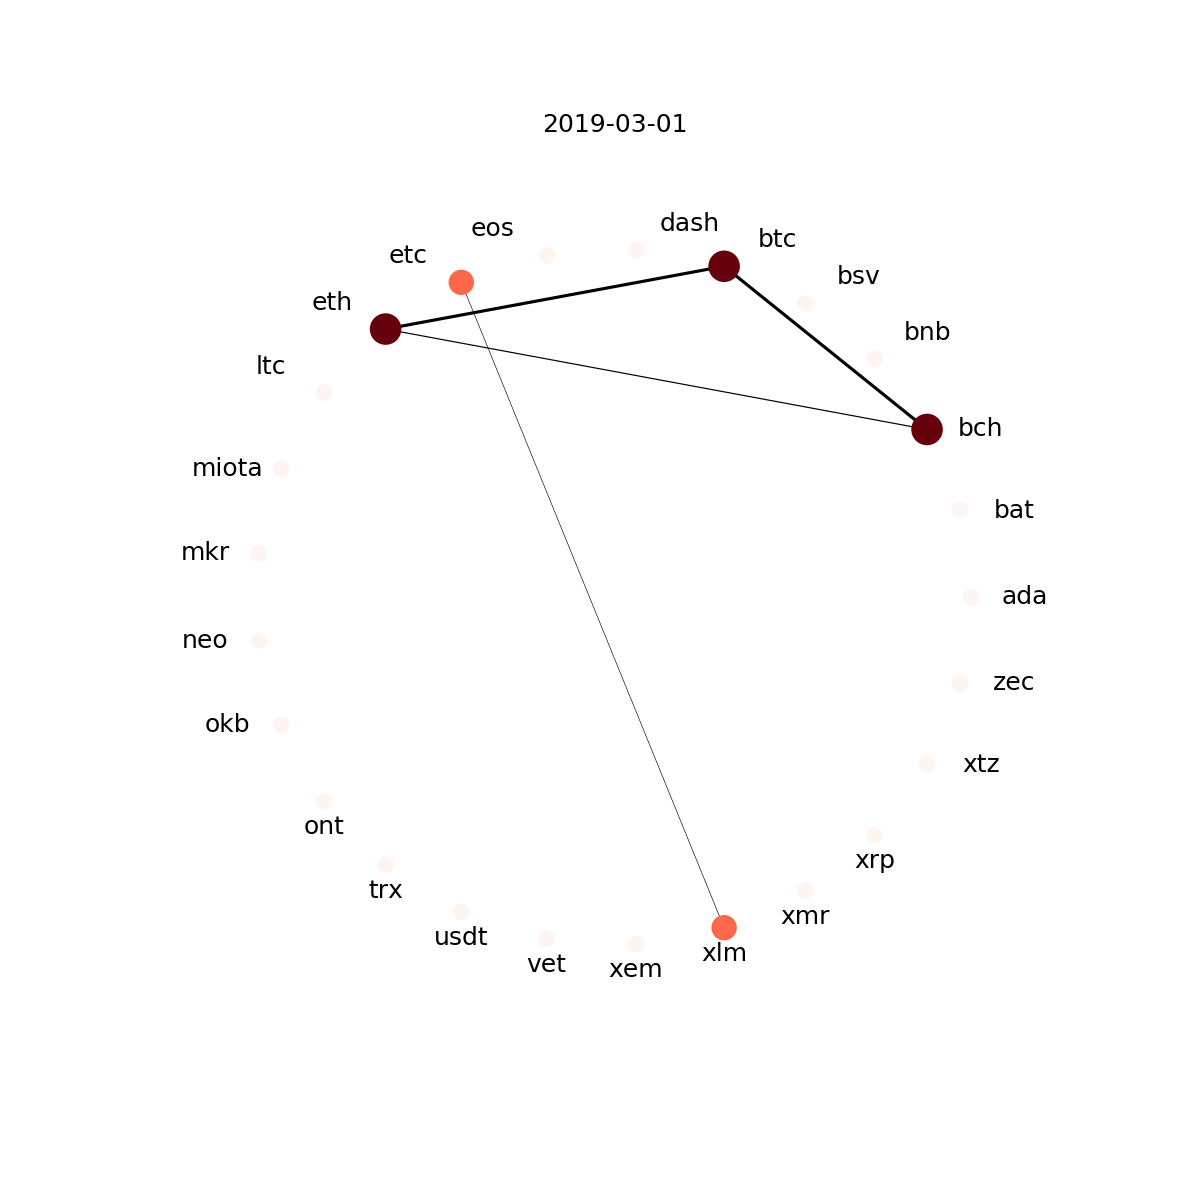 2019-03-01
dash
eos
btc
etc
bsv
eth
bnb
ltc
bch
miota
bat
mkr
ada
neo
zec
okb
xtz
ont
xrp
trx
xmr
usdt
xlm
vet
xem